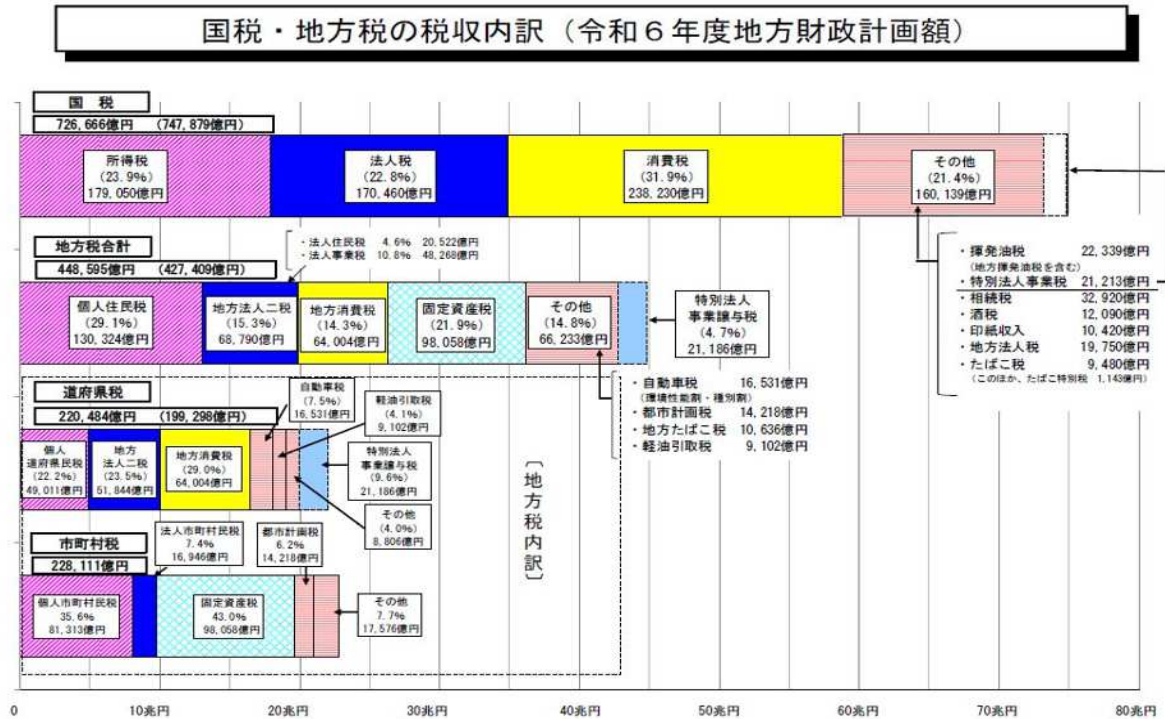 国税・地方税の税収内訳（令和６年度地方財政計画額）
国　税
726,666億円　（747,879億円）
所得税
(23.9%)
179,050億円
法人税
(22.8%)
170,460億円
消費税
(31.9%)
238,230億円
その他
(21.4%)
160,139億円
・揮発油税　22,339億円
(地方揮発油税を含む)
・特別法人事業税　21,213億円
・相続税　32,920億円
・酒税　12,090億円
・印紙収入　10,420億円
・地方法人税　19,750億円
・たばこ税　9,480億円
(このほか、たばこ特別税　1,143億円)
地方税合計
448,595億円　（427,409億円）
・法人住民税　4.6%　20,522億円
・法人事業税　10.8%　48,268億円
個人住民税
(29.1%)
130,324億円
地方法人二税
(15.3%)
68,790億円
地方消費税
(14.3%)
64,004億円
固定資産税
(21.9%)
98,058億円
その他
(14.8%)
66,233億円
特別法人
事業譲与税
(4.7%)
21,186億円
・自動車税　16,531億円
(環境性能割・種別割)
・都市計画税　14,218億円
・地方たばこ税　10,636億円
・軽油引取税　9,102億円
道府県税
220,484億円　（199,298億円）
個人
道府県民税
(22.2%)
49,011億円
地方
法人二税
(23.5%)
51,844億円
地方消費税
(29.0%)
64,004億円
自動車税
(7.5%)
16,531億円
軽油引取税
(4.1%)
9,102億円
特別法人
事業譲与税
(9.6%)
21,186億円
その他
(4.0%)
8,806億円
〔地方税内訳〕
市町村税
228,111億円
個人市町村民税
35.6%
81,313億円
法人市町村民税
7.4%
16,946億円
固定資産税
43.0%
98,058億円
都市計画税
6.2%
14,218億円
その他
7.7%
17,576億円
0　10兆円　20兆円　30兆円　40兆円　50兆円　60兆円　70兆円　80兆円